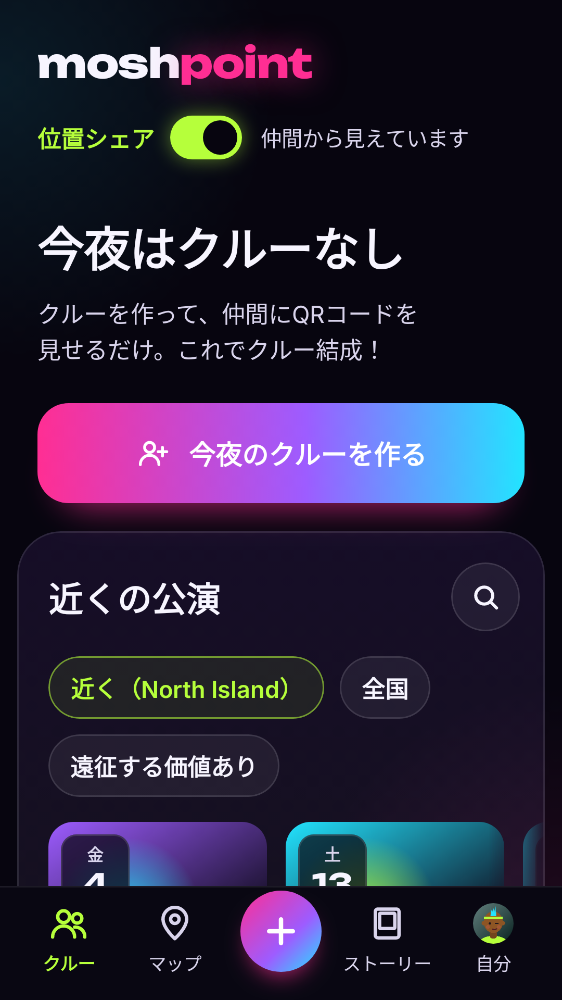 moshpoint
位置シェア
仲間から見えています
今夜はクルーなし
クルーを作って、仲間にQRコードを
見せるだけ。これでクルー結成！
今夜のクルーを作る
近くの公演
近く（North Island）
全国
遠征する価値あり
金
土
4
13
クルー
マップ
ストーリー
自分